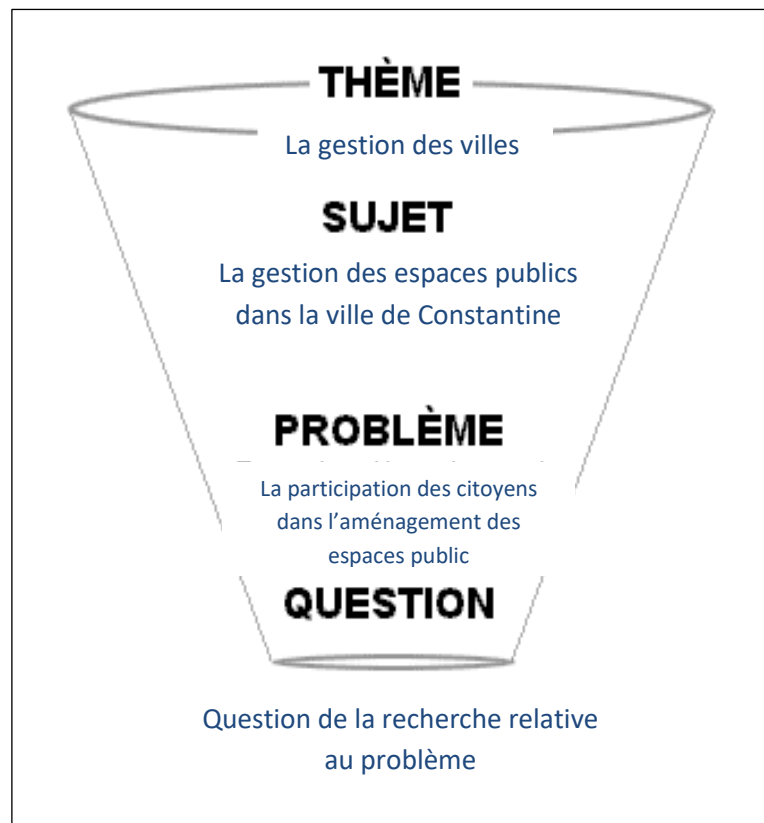 THÈME
La gestion des villes
SUJET
La gestion des espaces publics
dans la ville de Constantine
PROBLÈME
La participation des citoyens
dans l’aménagement des
espaces public
QUESTION
Question de la recherche relative
au problème